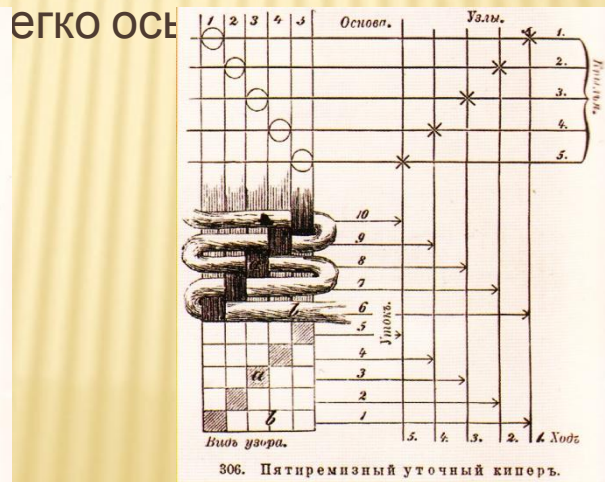 егко осы
1 2 3 4 5 Основа. Узлы.
1.
2.
3. Крылья.
4.
5.
10
9
8
7
l 6
5 Утокъ.
4
a 3
2
b 1
Видъ узора. 5. 4. 3. 2. 1. Ходъ
306. Пятиремизный уточный киперъ.